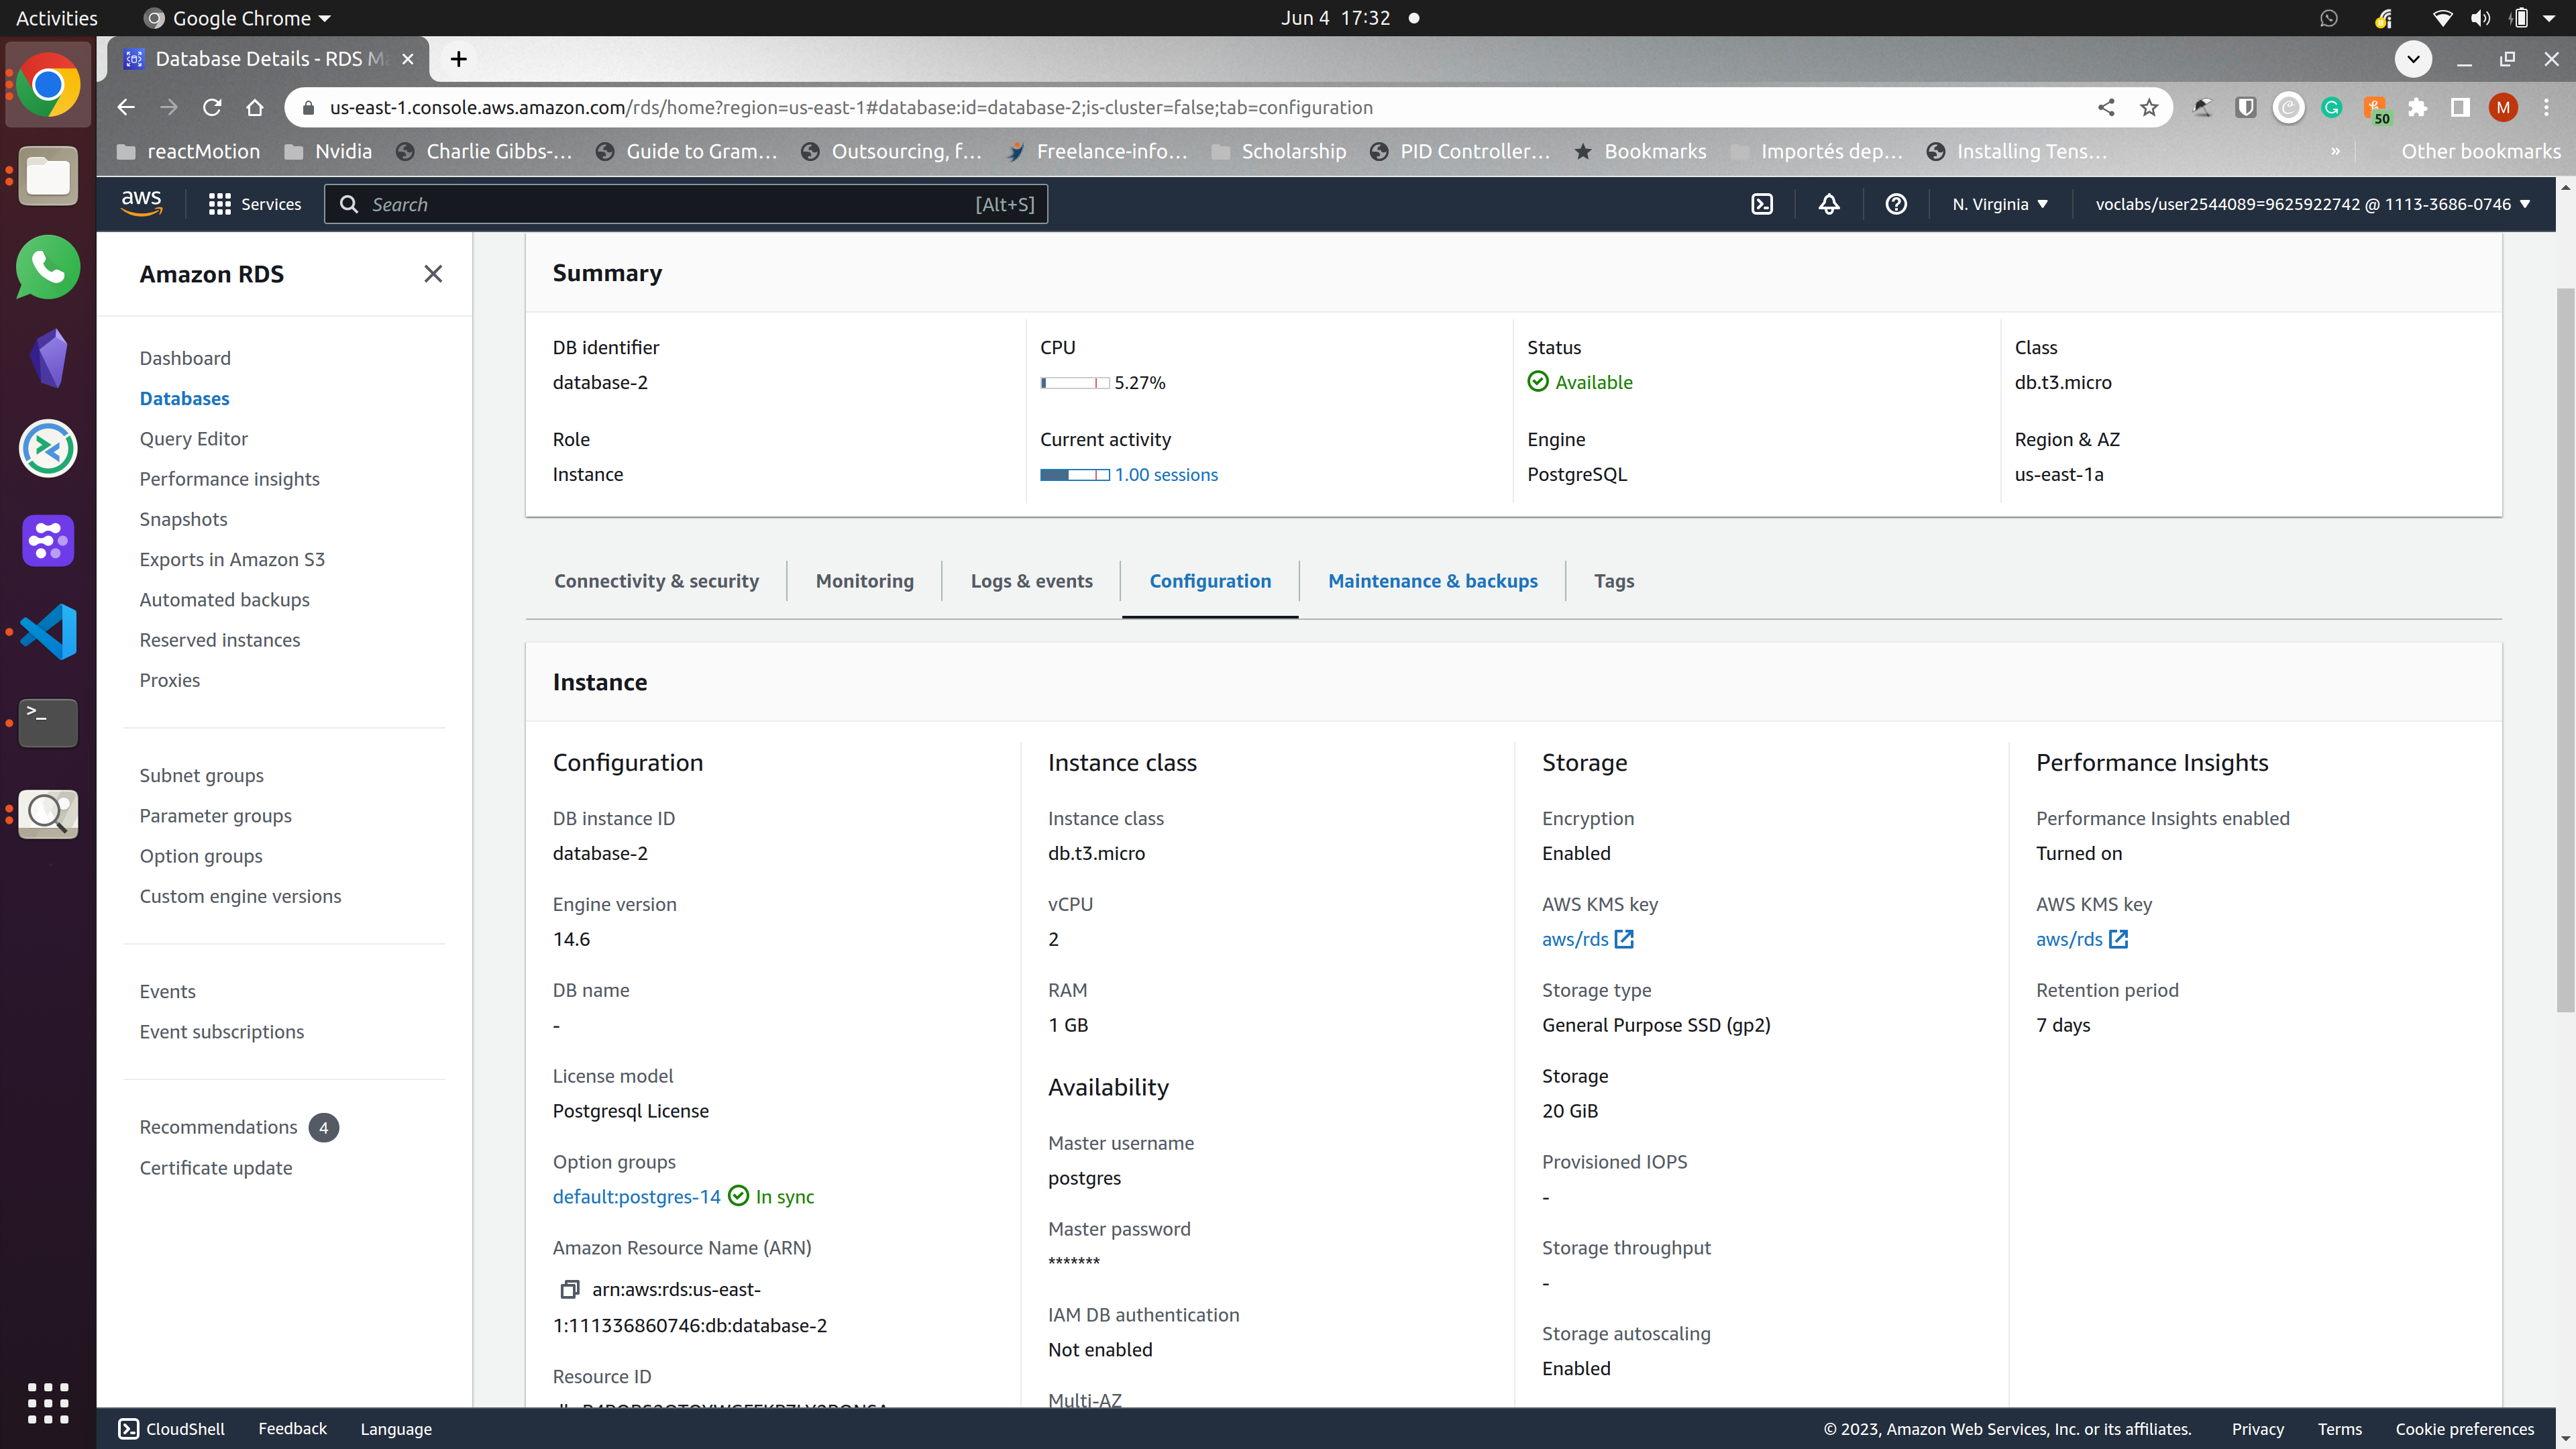 Activities
Google Chrome
Jun 4 17:32
Database Details - RDS Ma
us-east-1.console.aws.amazon.com/rds/home?region=us-east-1#database:id=database-2;is-cluster=false;tab=configuration
50
M
reactMotion
Nvidia
Charlie Gibbs-...
Guide to Gram...
Outsourcing, f...
Freelance-info...
Scholarship
PID Controller...
Bookmarks
Importés dep...
Installing Tens...
»
Other bookmarks
aws
Services
Search
[Alt+S]
N. Virginia
voclabs/user2544089=9625922742 @ 1113-3686-0746
Amazon RDS
Dashboard
Databases
Query Editor
Performance insights
Snapshots
Exports in Amazon S3
Automated backups
Reserved instances
Proxies
Subnet groups
Parameter groups
Option groups
Custom engine versions
Events
Event subscriptions
Recommendations 4
Certificate update
Summary
DB identifier
database-2
CPU
5.27%
Status
Available
Class
db.t3.micro
Role
Instance
Current activity
1.00 sessions
Engine
PostgreSQL
Region & AZ
us-east-1a
Connectivity & security
Monitoring
Logs & events
Configuration
Maintenance & backups
Tags
Instance
Configuration
DB instance ID
database-2
Engine version
14.6
DB name
-
License model
Postgresql License
Option groups
default:postgres-14 In sync
Amazon Resource Name (ARN)
arn:aws:rds:us-east-
1:111336860746:db:database-2
Resource ID
Instance class
Instance class
db.t3.micro
vCPU
2
RAM
1 GB
Availability
Master username
postgres
Master password
*******
IAM DB authentication
Not enabled
Multi-AZ
Storage
Encryption
Enabled
AWS KMS key
aws/rds
Storage type
General Purpose SSD (gp2)
Storage
20 GiB
Provisioned IOPS
-
Storage throughput
-
Storage autoscaling
Enabled
Performance Insights
Performance Insights enabled
Turned on
AWS KMS key
aws/rds
Retention period
7 days
CloudShell
Feedback
Language
© 2023, Amazon Web Services, Inc. or its affiliates.
Privacy
Terms
Cookie preferences